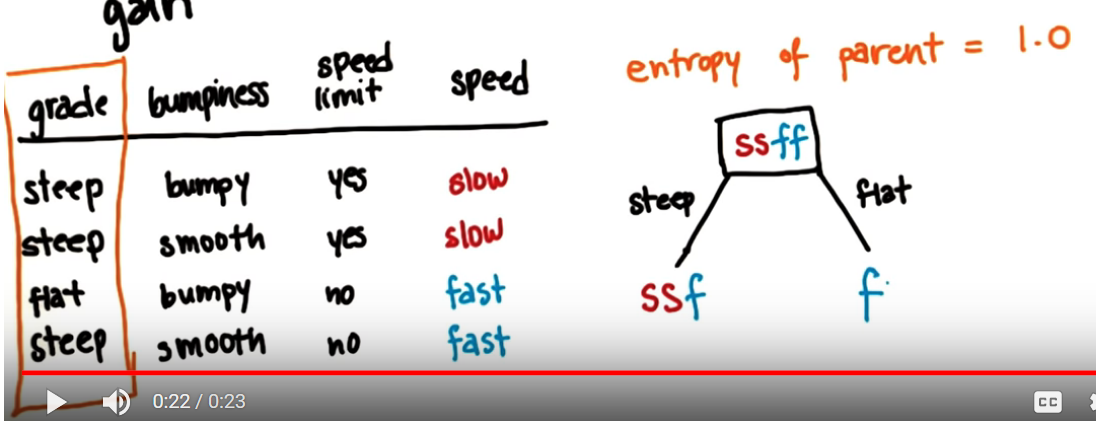 gain
grade bumpiness speed limit speed
steep bumpy yes slow
steep smooth yes slow
flat bumpy no fast
steep smooth no fast
entropy of parent = 1.0
ssff
steep flat
ssf f
0:22 / 0:23 CC